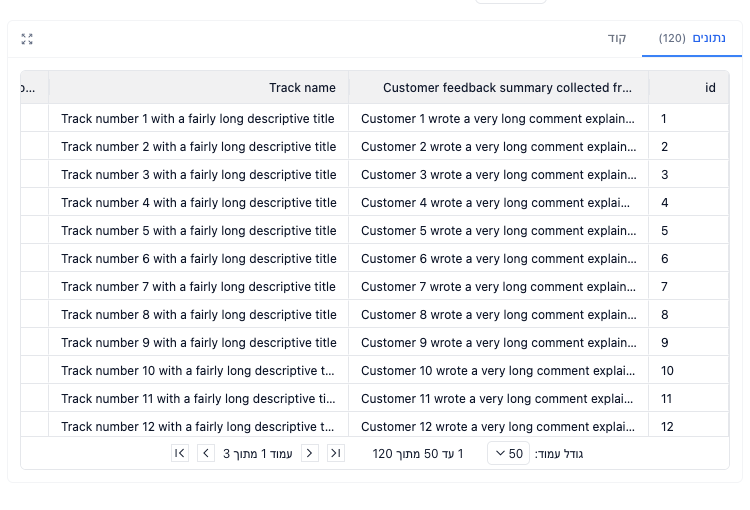 נתונים (120) קוד
id Customer feedback summary collected fr... Track name
1 Customer 1 wrote a very long comment explain... Track number 1 with a fairly long descriptive title
2 Customer 2 wrote a very long comment explain... Track number 2 with a fairly long descriptive title
3 Customer 3 wrote a very long comment explain... Track number 3 with a fairly long descriptive title
4 Customer 4 wrote a very long comment explai... Track number 4 with a fairly long descriptive title
5 Customer 5 wrote a very long comment explain... Track number 5 with a fairly long descriptive title
6 Customer 6 wrote a very long comment explain... Track number 6 with a fairly long descriptive title
7 Customer 7 wrote a very long comment explain... Track number 7 with a fairly long descriptive title
8 Customer 8 wrote a very long comment explain... Track number 8 with a fairly long descriptive title
9 Customer 9 wrote a very long comment explain... Track number 9 with a fairly long descriptive title
10 Customer 10 wrote a very long comment explai... Track number 10 with a fairly long descriptive t...
11 Customer 11 wrote a very long comment explai... Track number 11 with a fairly long descriptive ti...
12 Customer 12 wrote a very long comment explai... Track number 12 with a fairly long descriptive t...
גודל עמוד: 50 1 עד 50 מתוך 120 עמוד 1 מתוך 3